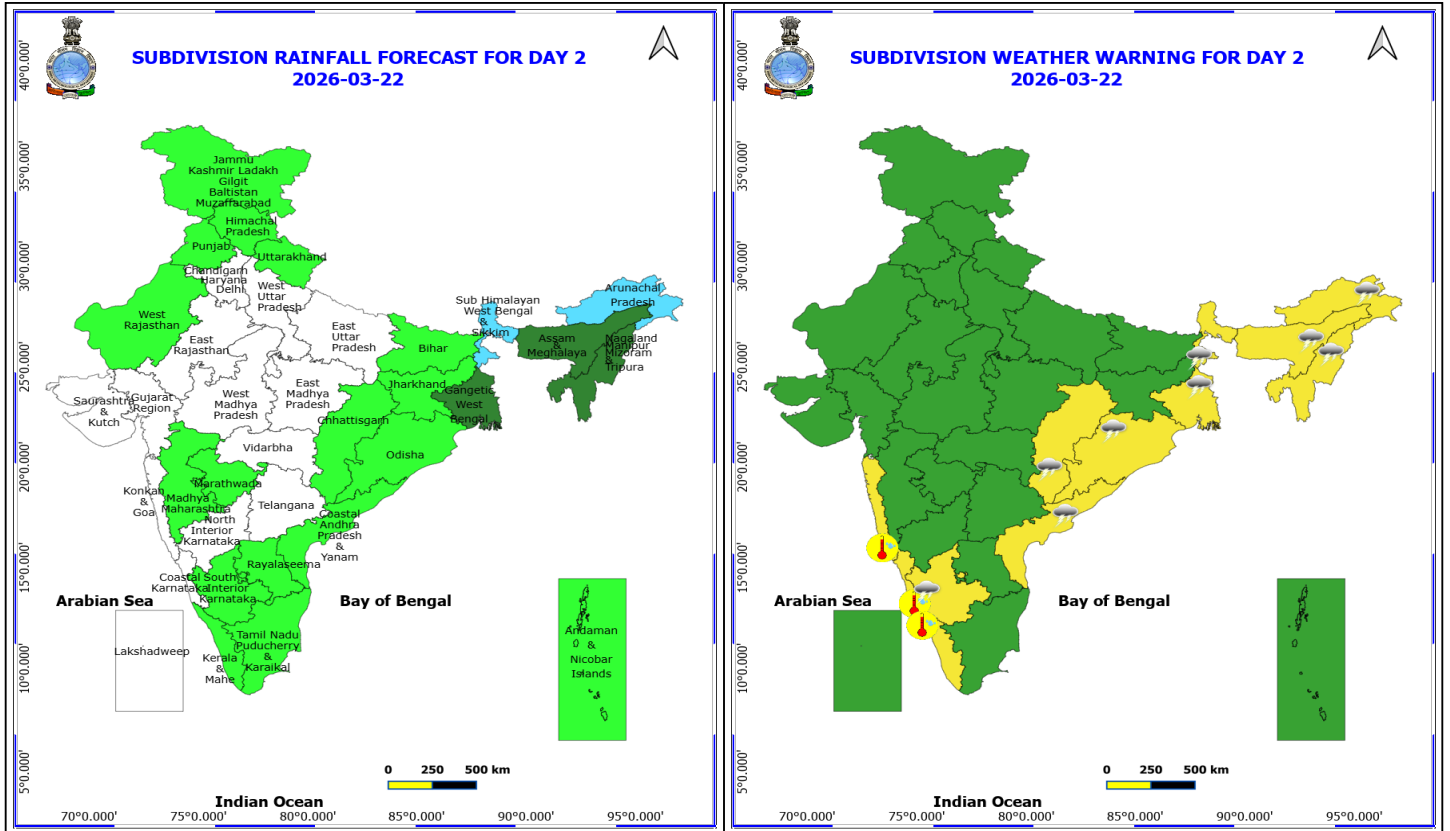 SUBDIVISION RAINFALL FORECAST FOR DAY 2
2026-03-22
40°0.000'
35°0.000'
30°0.000'
25°0.000'
20°0.000'
15°0.000'
10°0.000'
5°0.000'
Jammu
Kashmir Ladakh
Gilgit
Baltistan
Muzaffarabad
Himachal
Pradesh
Punjab
Uttarakhand
Chandigarh
Haryana
Delhi
West
Uttar
Pradesh
West
Rajasthan
East
Rajasthan
East
Uttar
Pradesh
Sub Himalayan
West Bengal
&
Sikkim
Arunachal
Pradesh
Assam
&
Meghalaya
Nagaland
Manipur
Mizoram
&
Tripura
Bihar
Jharkhand
Gangetic
West
Bengal
Saurashtra
&
Kutch
Gujarat
Region
West
Madhya
Pradesh
East
Madhya
Pradesh
Chhattisgarh
Vidarbha
Odisha
Konkan
&
Goa
Madhya
Maharashtra
Marathwada
Telangana
North
Interior
Karnataka
Coastal
Andhra
Pradesh
&
Yanam
Rayalaseema
Coastal
Karnataka
South
Interior
Karnataka
Arabian Sea
Bay of Bengal
Lakshadweep
Kerala
&
Mahe
Tamil Nadu
Puducherry
&
Karaikal
Andaman
&
Nicobar
Islands
0 250 500 km
Indian Ocean
70°0.000' 75°0.000' 80°0.000' 85°0.000' 90°0.000' 95°0.000'
SUBDIVISION WEATHER WARNING FOR DAY 2
2026-03-22
40°0.000'
35°0.000'
30°0.000'
25°0.000'
20°0.000'
15°0.000'
10°0.000'
5°0.000'
Arabian Sea
Bay of Bengal
0 250 500 km
Indian Ocean
70°0.000' 75°0.000' 80°0.000' 85°0.000' 90°0.000' 95°0.000'